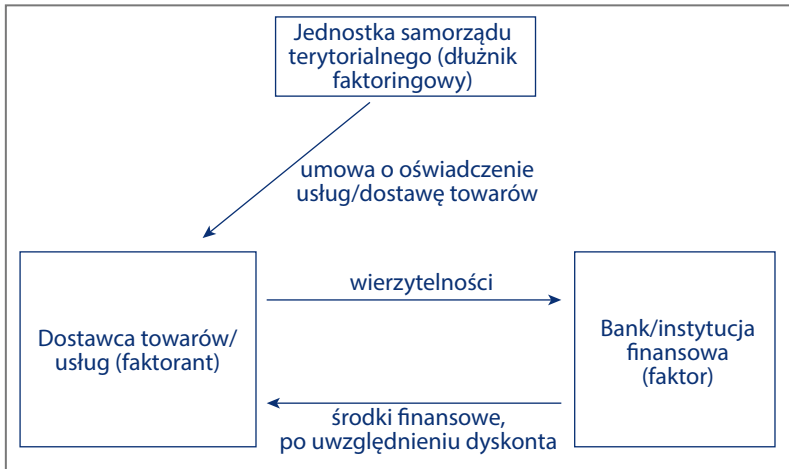 Jednostka samorządu
terytorialnego (dłużnik
faktoringowy)
umowa o oświadczenie
usług/dostawę towarów
wierzytelności
Dostawca towarów/
usług (faktorant)
Bank/instytucja
finansowa
(faktor)
środki finansowe,
po uwzględnieniu dyskonta